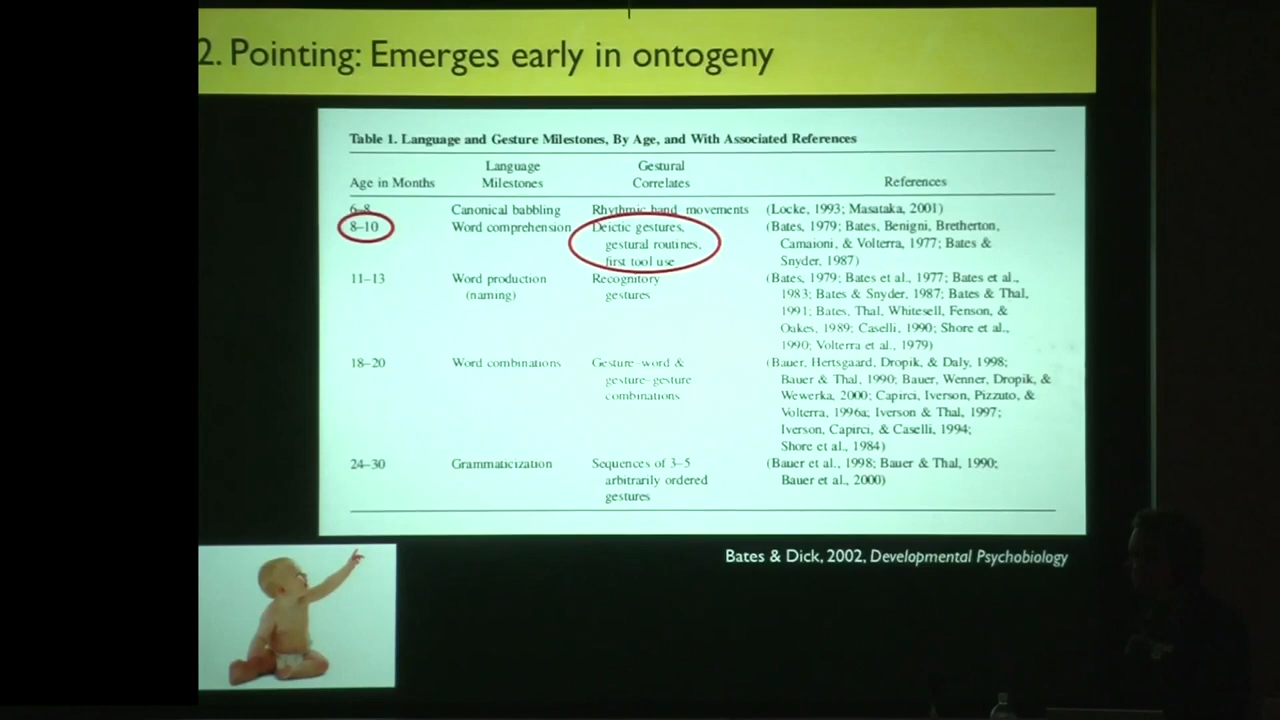 2. Pointing: Emerges early in ontogeny
Table 1. Language and Gesture Milestones, By Age, and With Associated References
Age in Months Language Milestones Gestural Correlates References
6–8 Canonical babbling Rhythmic hand movements (Locke, 1993; Masataka, 2001)
8–10 Word comprehension Deictic gestures, (Bates, 1979; Bates, Benigni, Bretherton,
gestural routines, Camaioni, & Volterra, 1977; Bates &
first tool use Snyder, 1987)
11–13 Word production Recognitory (Bates, 1979; Bates et al., 1977; Bates et al.,
(naming) gestures 1983; Bates & Snyder, 1987; Bates & Thal,
1991; Bates, Thal, Whitesell, Fenson, &
Oakes, 1989; Caselli, 1990; Shore et al.,
1990; Volterra et al., 1979)
18–20 Word combinations Gesture–word & (Bauer, Hertsgaard, Dropik, & Daly, 1998;
gesture–gesture Bauer & Thal, 1990; Bauer, Wenner, Dropik, &
combinations Wewerka, 2000; Capirci, Iverson, Pizzuto, &
Volterra, 1996a; Iverson & Thal, 1997;
Iverson, Capirci, & Caselli, 1994;
Shore et al., 1984)
24–30 Grammaticization Sequences of 3–5 (Bauer et al., 1998; Bauer & Thal, 1990;
arbitrarily ordered Bauer et al., 2000)
gestures
Bates & Dick, 2002, Developmental Psychobiology